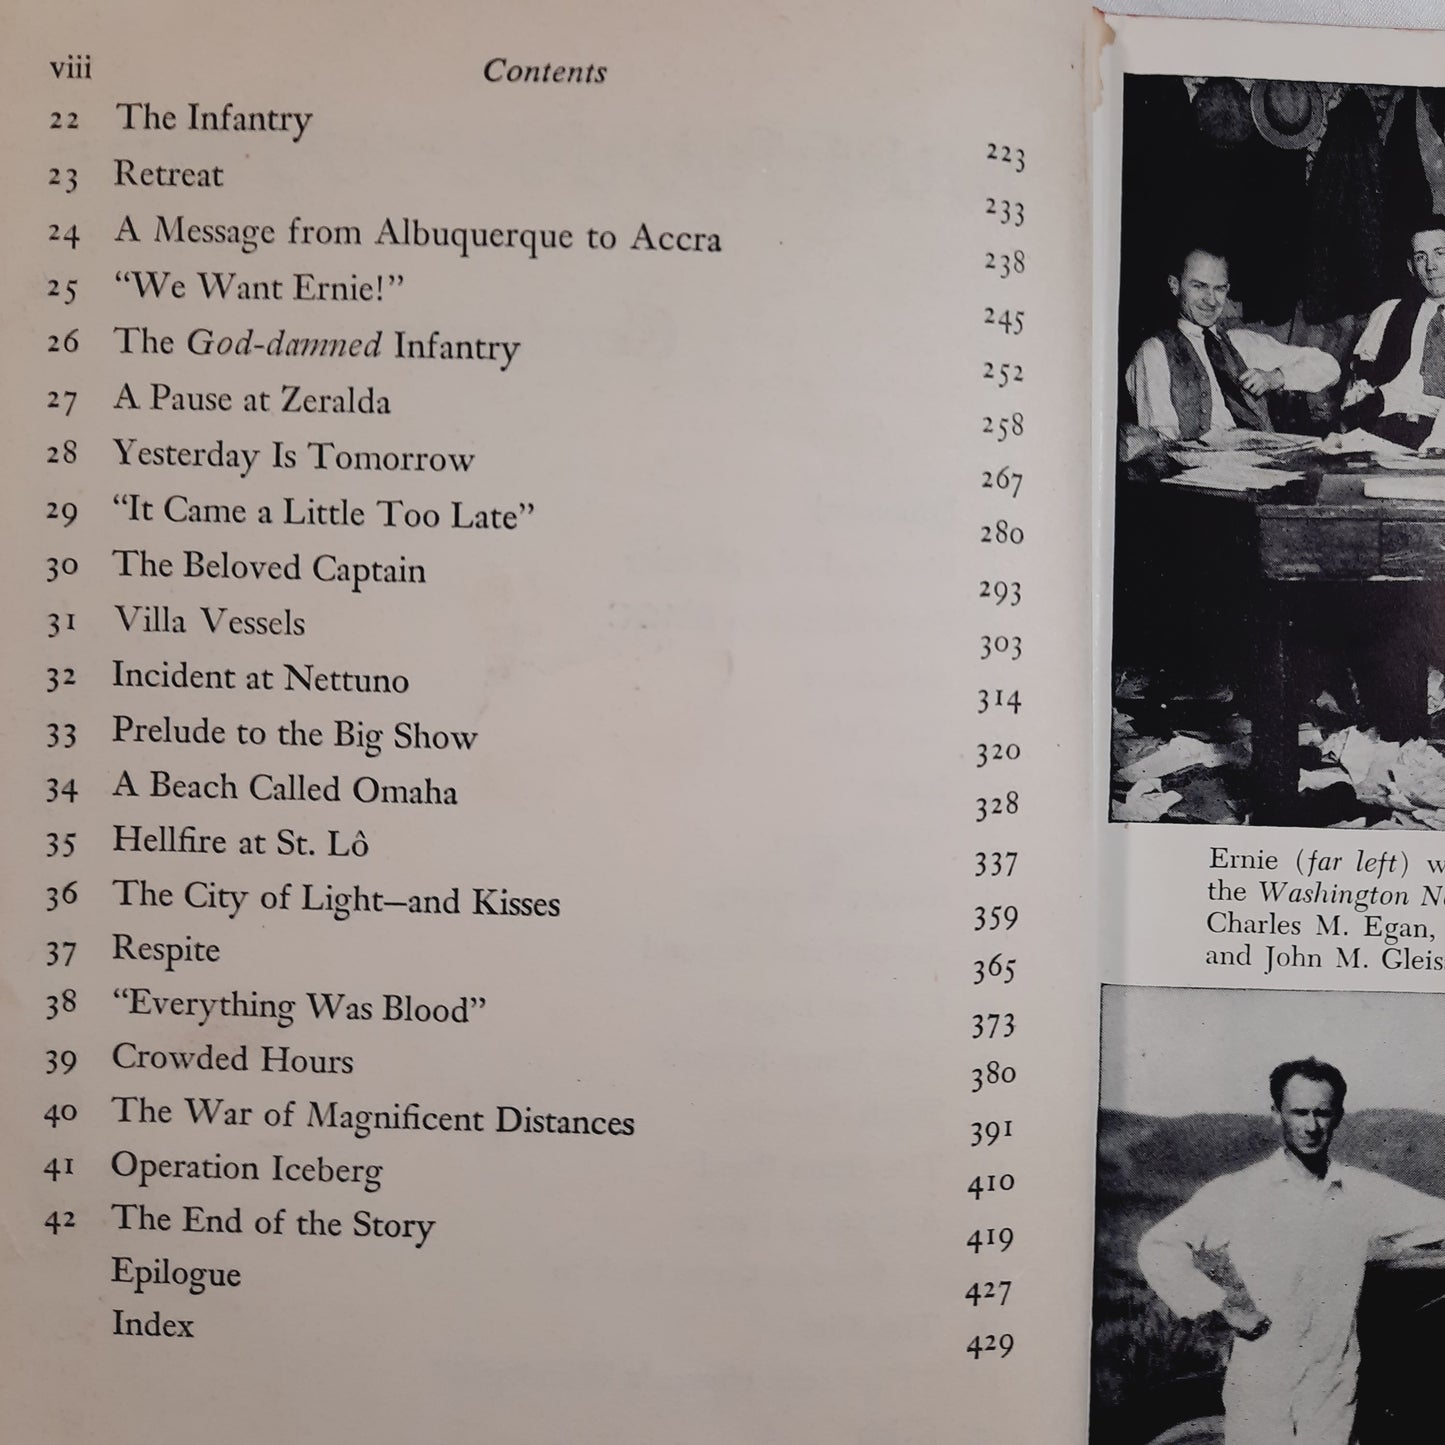 viii Contents
22 The Infantry 223
23 Retreat 233
24 A Message from Albuquerque to Accra 238
25 “We Want Ernie!” 245
26 The God-damned Infantry 252
27 A Pause at Zeralda 258
28 Yesterday Is Tomorrow 267
29 “It Came a Little Too Late” 280
30 The Beloved Captain 293
31 Villa Vessels 303
32 Incident at Nettuno 314
33 Prelude to the Big Show 320
34 A Beach Called Omaha 328
35 Hellfire at St. Lô 337
36 The City of Light—and Kisses 359
37 Respite 365
38 “Everything Was Blood” 373
39 Crowded Hours 380
40 The War of Magnificent Distances 391
41 Operation Iceberg 410
42 The End of the Story 419
Epilogue 427
Index 429
Ernie (far left)
the Washington
Charles M. Egan,
and John M.